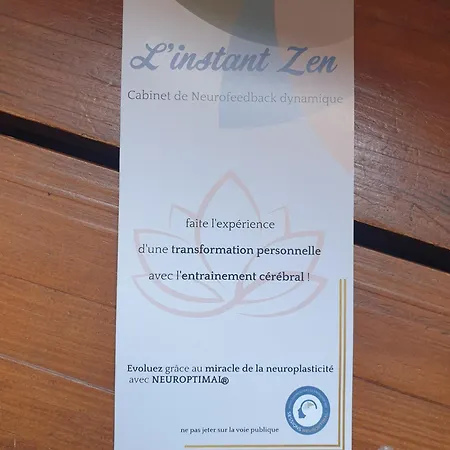 L'instant Zen
Cabinet de Neurofeedback dynamique
faite l'expérience
d'une transformation personnelle
avec l'entrainement cérébral !
Evoluez grâce au miracle de la neuroplasticité
avec NEUROPTIMAL®
ne pas jeter sur la voie publique